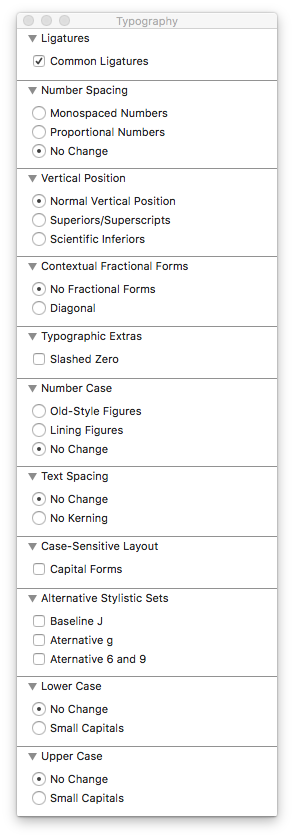 Typography
Ligatures
Common Ligatures
Number Spacing
Monospaced Numbers
Proportional Numbers
No Change
Vertical Position
Normal Vertical Position
Superiors/Superscripts
Scientific Inferiors
Contextual Fractional Forms
No Fractional Forms
Diagonal
Typographic Extras
Slashed Zero
Number Case
Old-Style Figures
Lining Figures
No Change
Text Spacing
No Change
No Kerning
Case-Sensitive Layout
Capital Forms
Alternative Stylistic Sets
Baseline J
Aternative g
Aternative 6 and 9
Lower Case
No Change
Small Capitals
Upper Case
No Change
Small Capitals